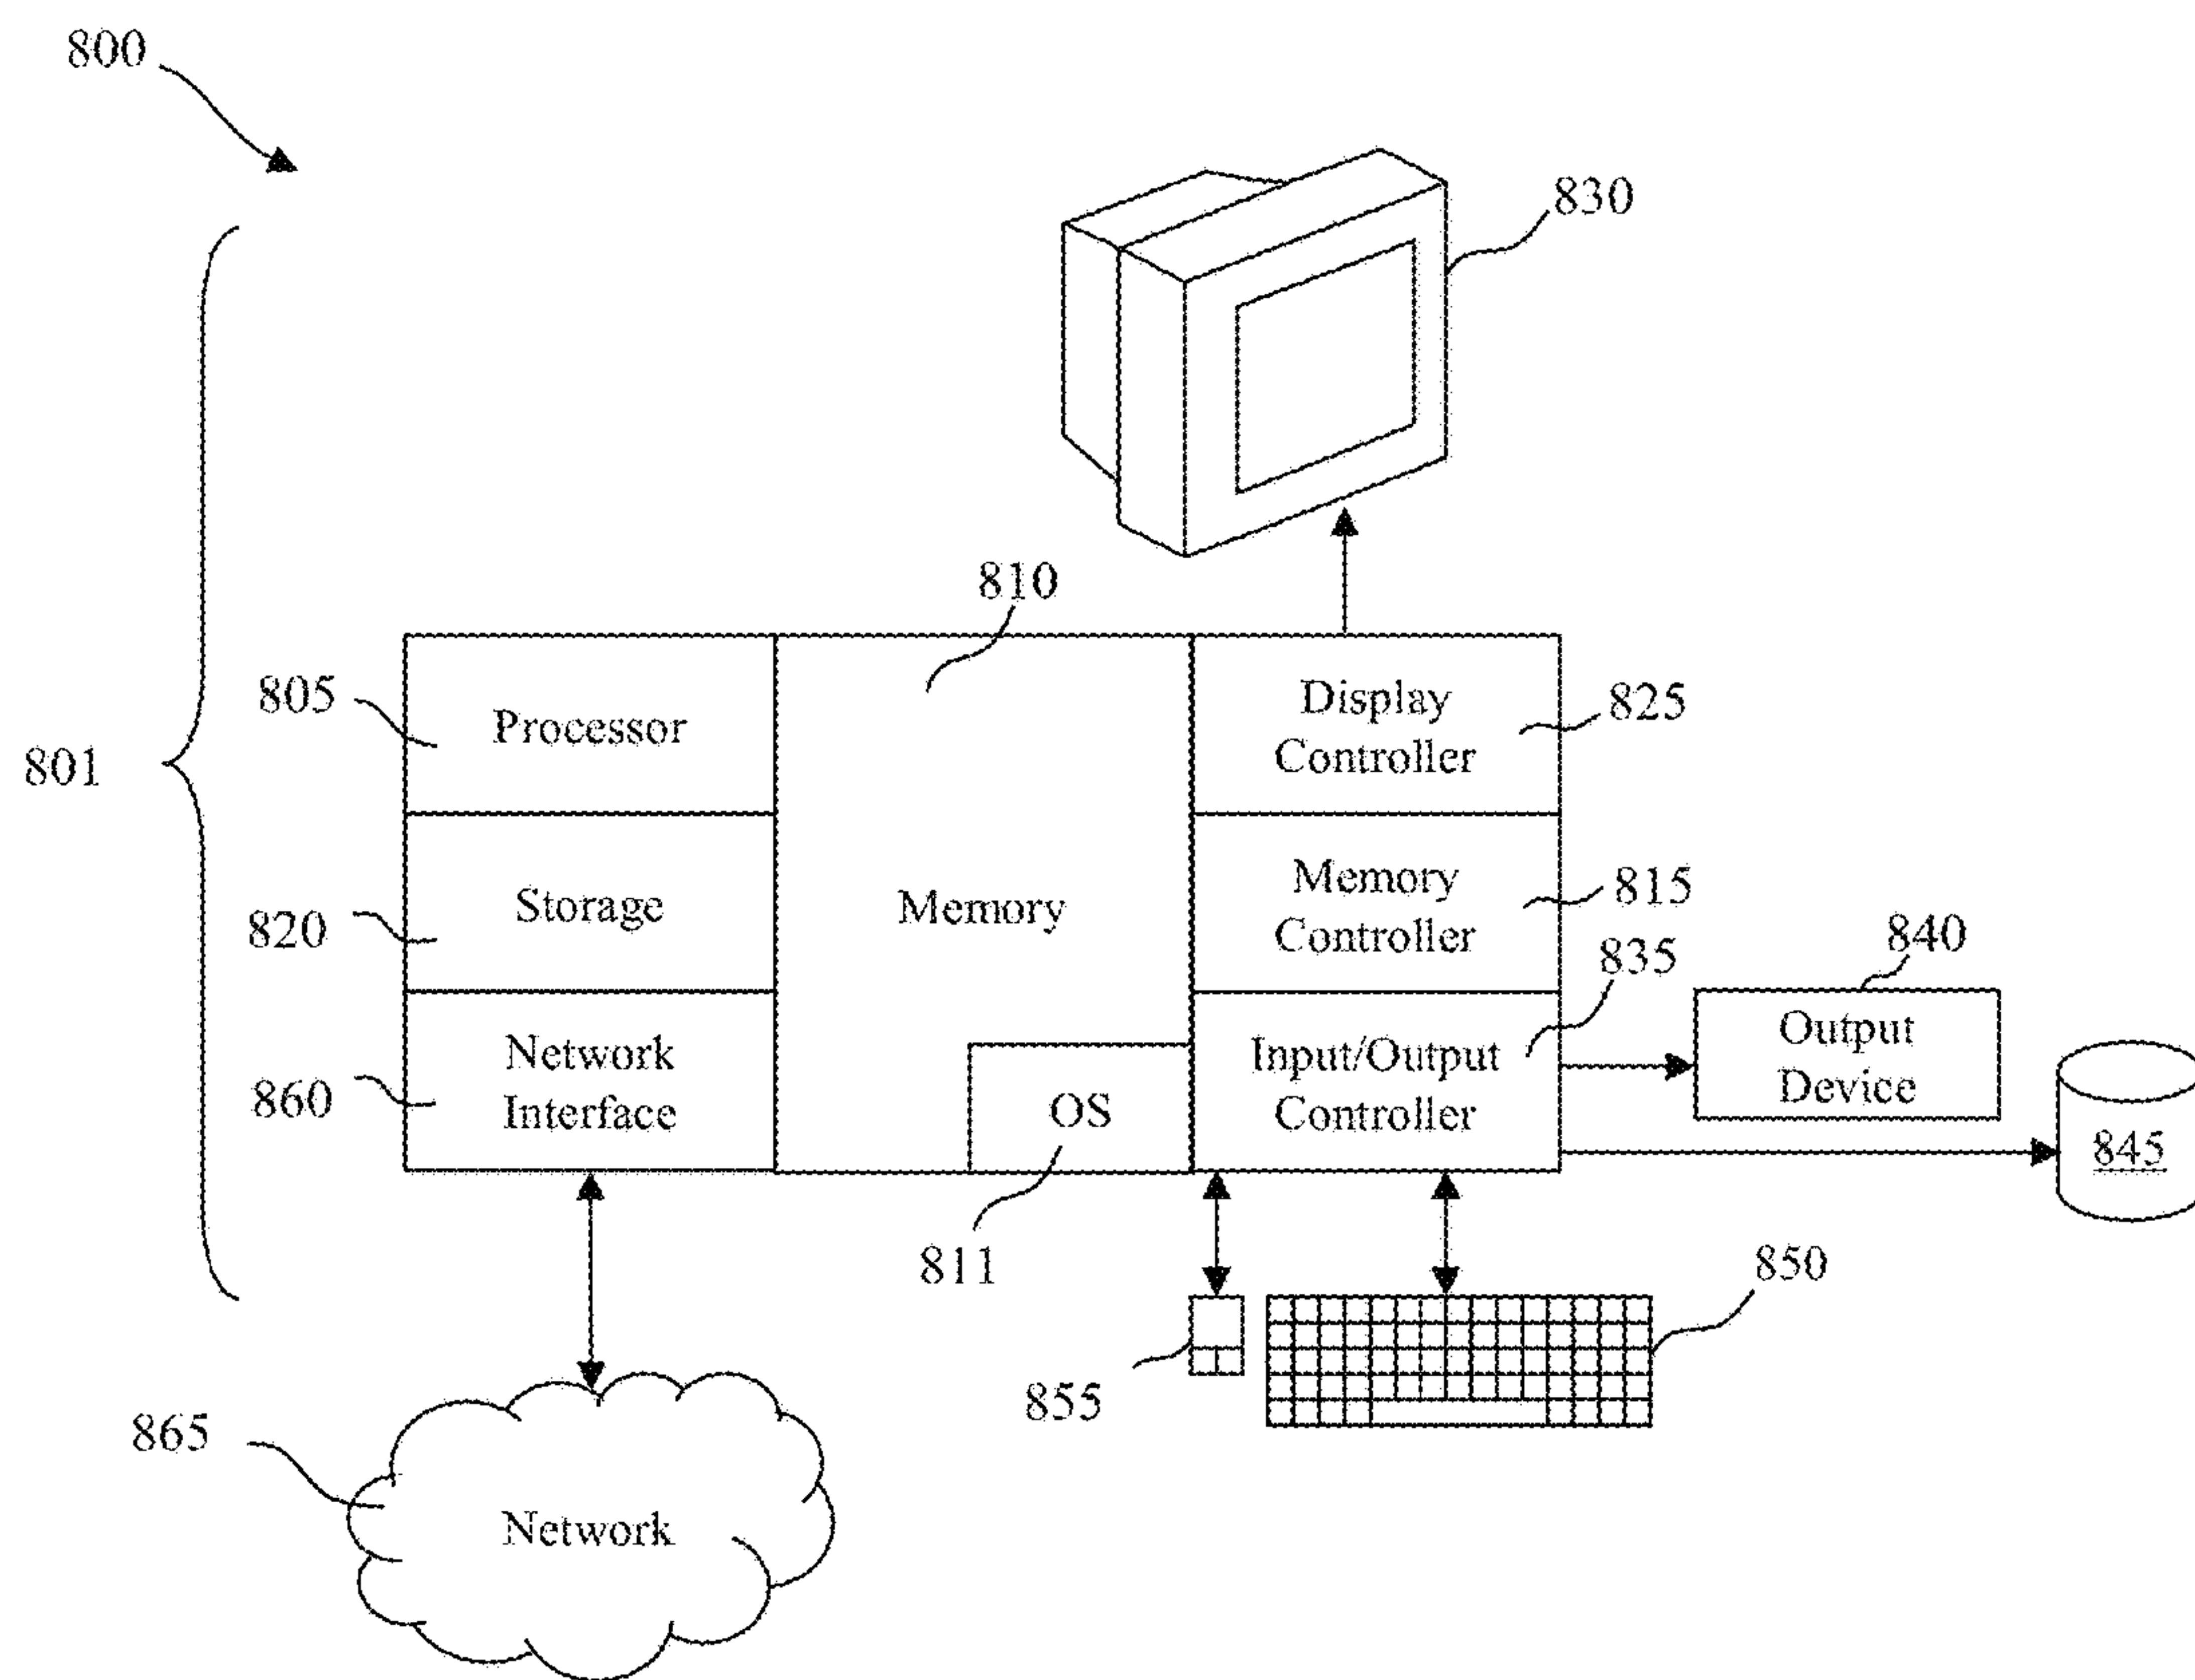 800
830
810
805
Processor
Display
Controller
825
801
820
Storage
Memory
Memory
Controller
815
835
840
860
Network
Interface
OS
Input/Output
Controller
Output
Device
845
811
850
855
865
Network